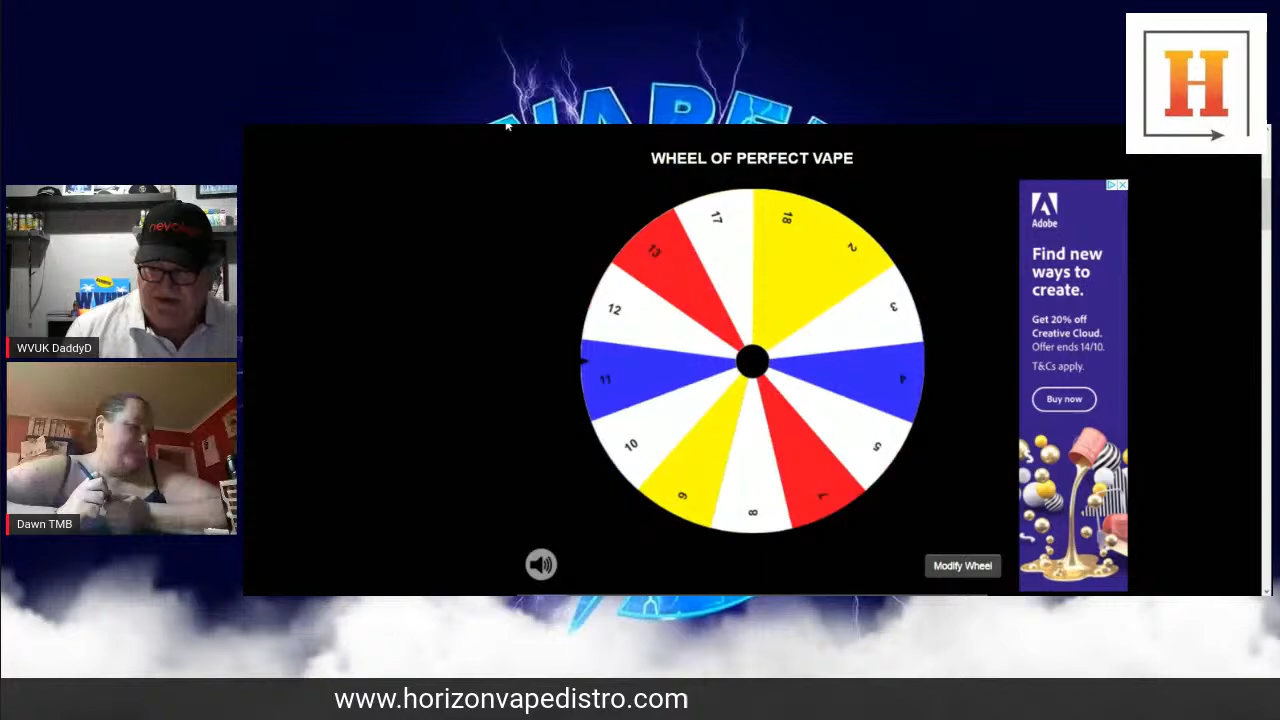 VAPE
H
WHEEL OF PERFECT VAPE
17
18
2
3
4
5
7
8
9
10
11
12
13
Modify Wheel
Adobe
Find new
ways to
create.
Get 20% off
Creative Cloud.
Offer ends 14/10.
T&Cs apply.
Buy now
WVUK DaddyD
Dawn TMB
www.horizonvapedistro.com